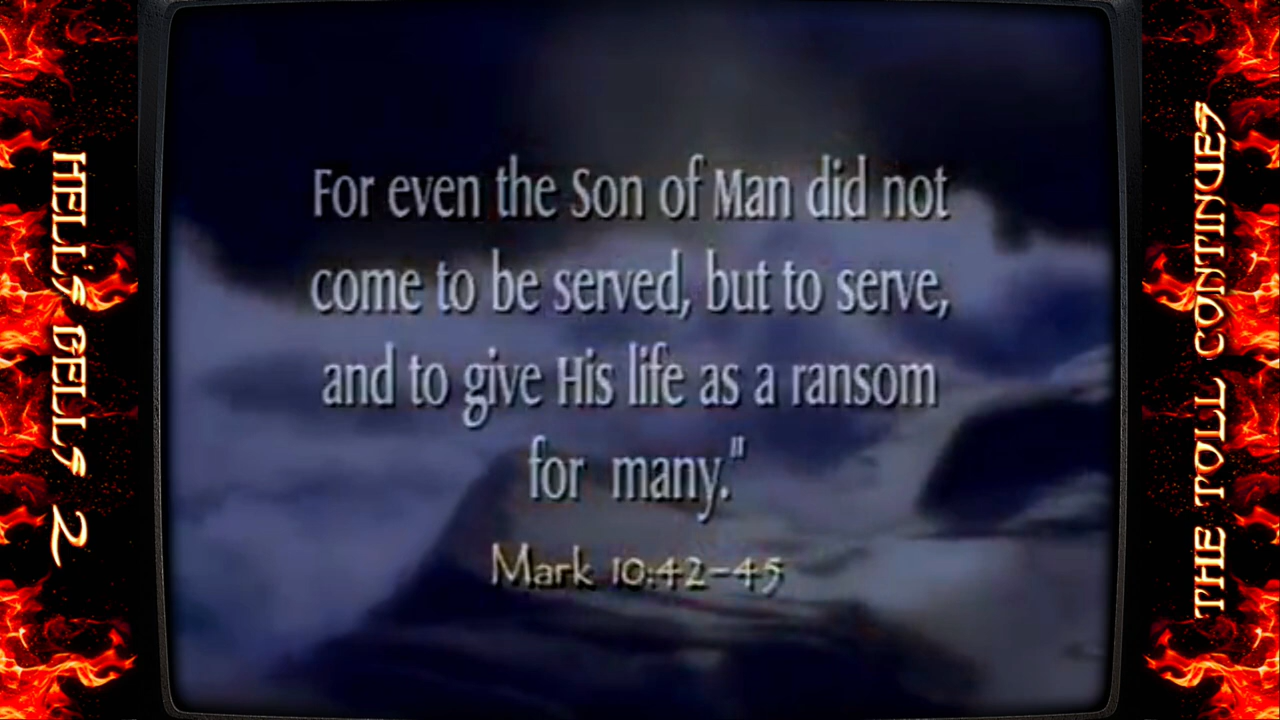 HELL'S BELLS 2
For even the Son of Man did not
come to be served, but to serve,
and to give His life as a ransom
for many."
Mark 10:42-45
THE TOLL CONTINUES